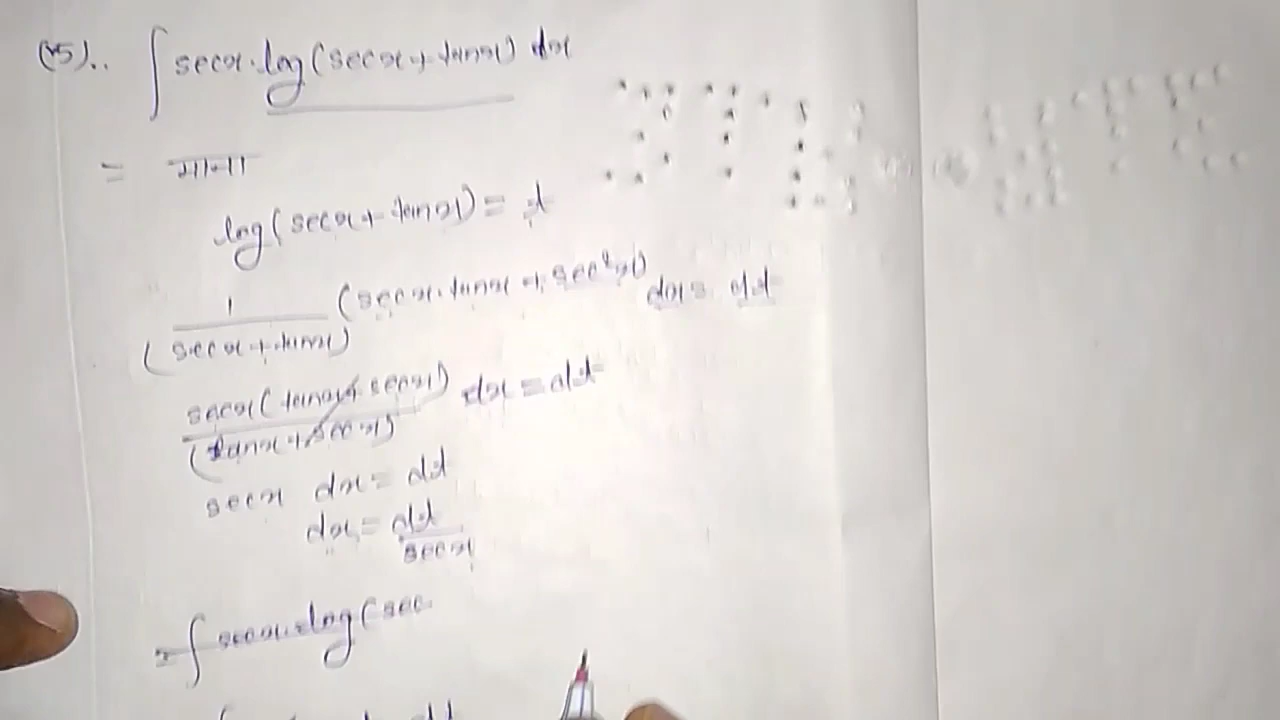 (25).. ∫ secx.log(secx+tanx) dx
= माना
log(secx+tanx) = t
1/(secx+tanx) (secx.tanx + sec²x) dx = dt
secx(tanx+secx)/(tanx+secx) dx = dt
secx dx = dt
dx = dt/secx
= ∫ secx.log(sec